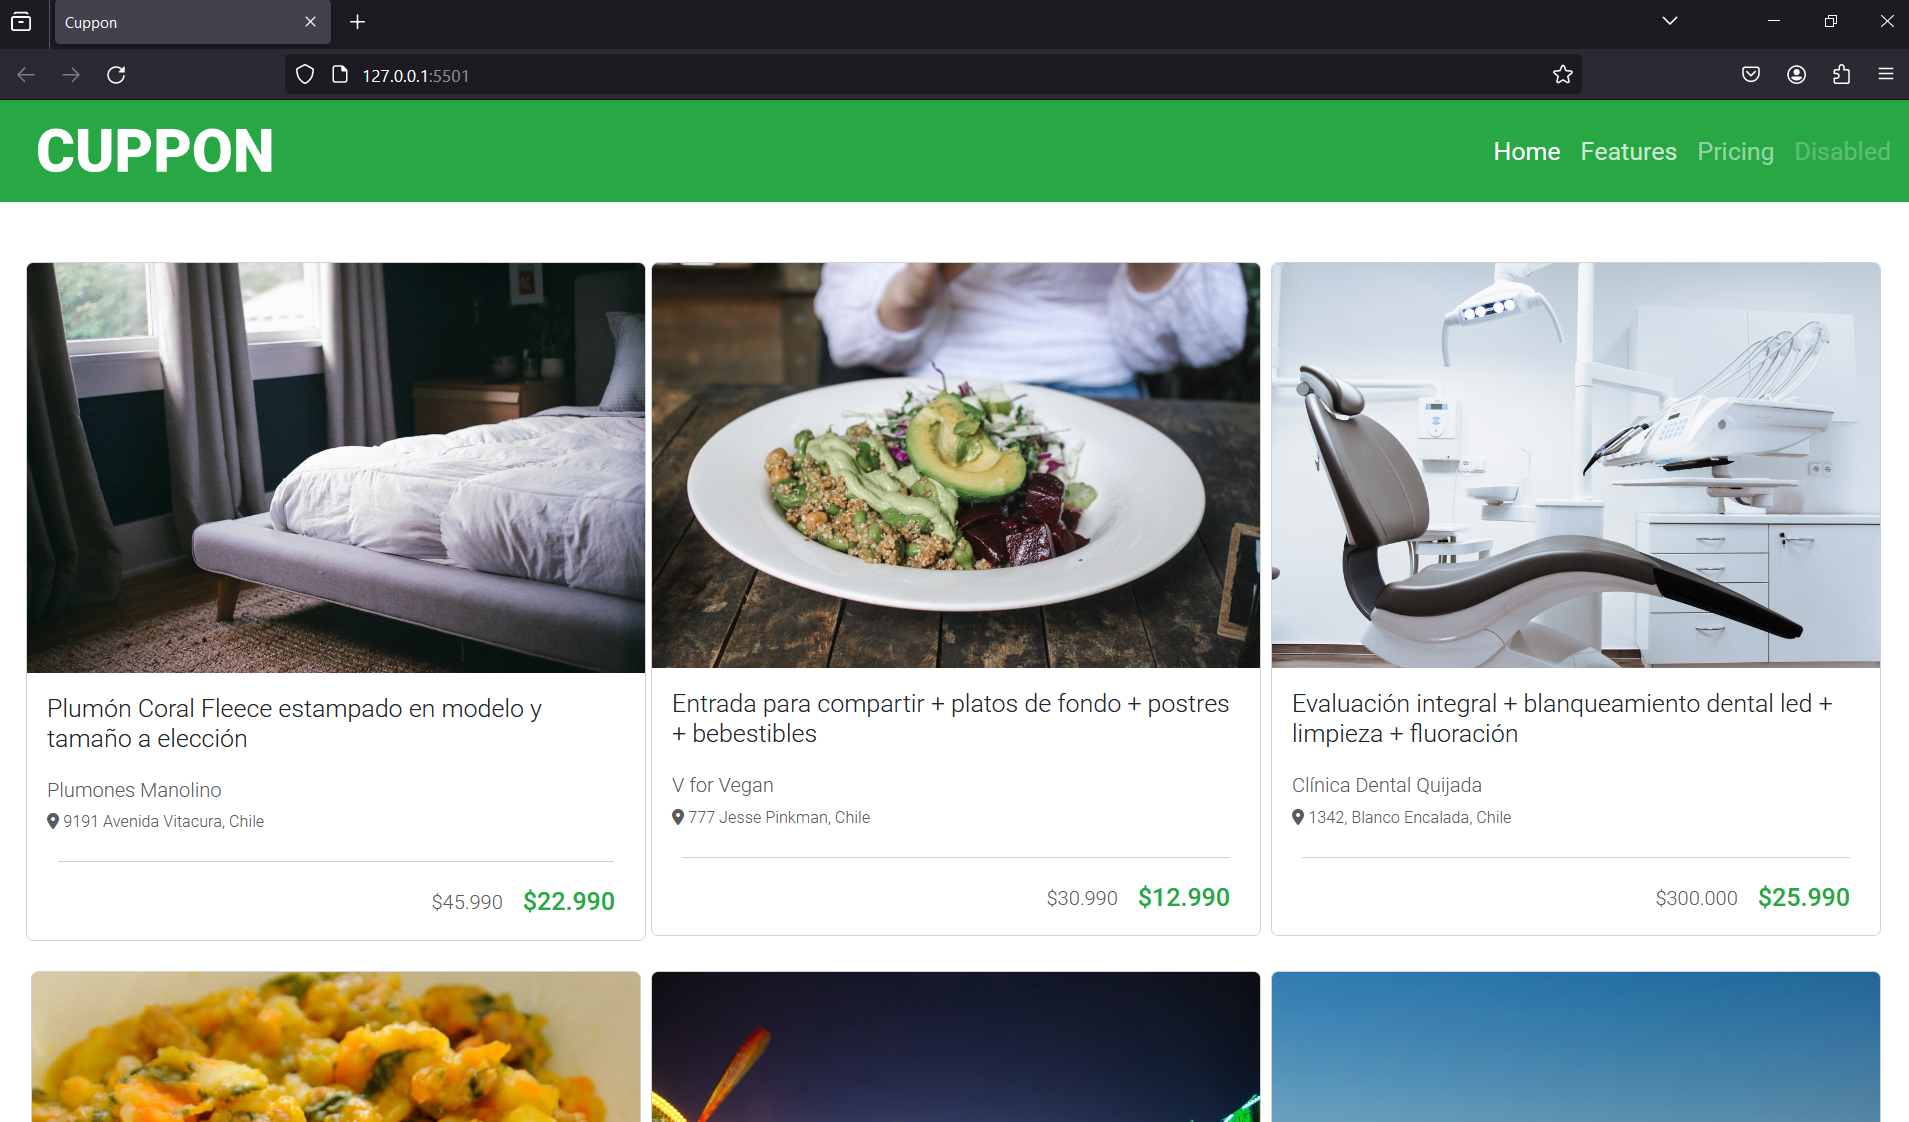 Cuppon
127.0.0.1:5501
CUPPON
Home Features Pricing Disabled
Plumón Coral Fleece estampado en modelo y
tamaño a elección
Plumones Manolino
9191 Avenida Vitacura, Chile
$45.990 $22.990
Entrada para compartir + platos de fondo + postres
+ bebestibles
V for Vegan
777 Jesse Pinkman, Chile
$30.990 $12.990
Evaluación integral + blanqueamiento dental led +
limpieza + fluoración
Clínica Dental Quijada
1342, Blanco Encalada, Chile
$300.000 $25.990